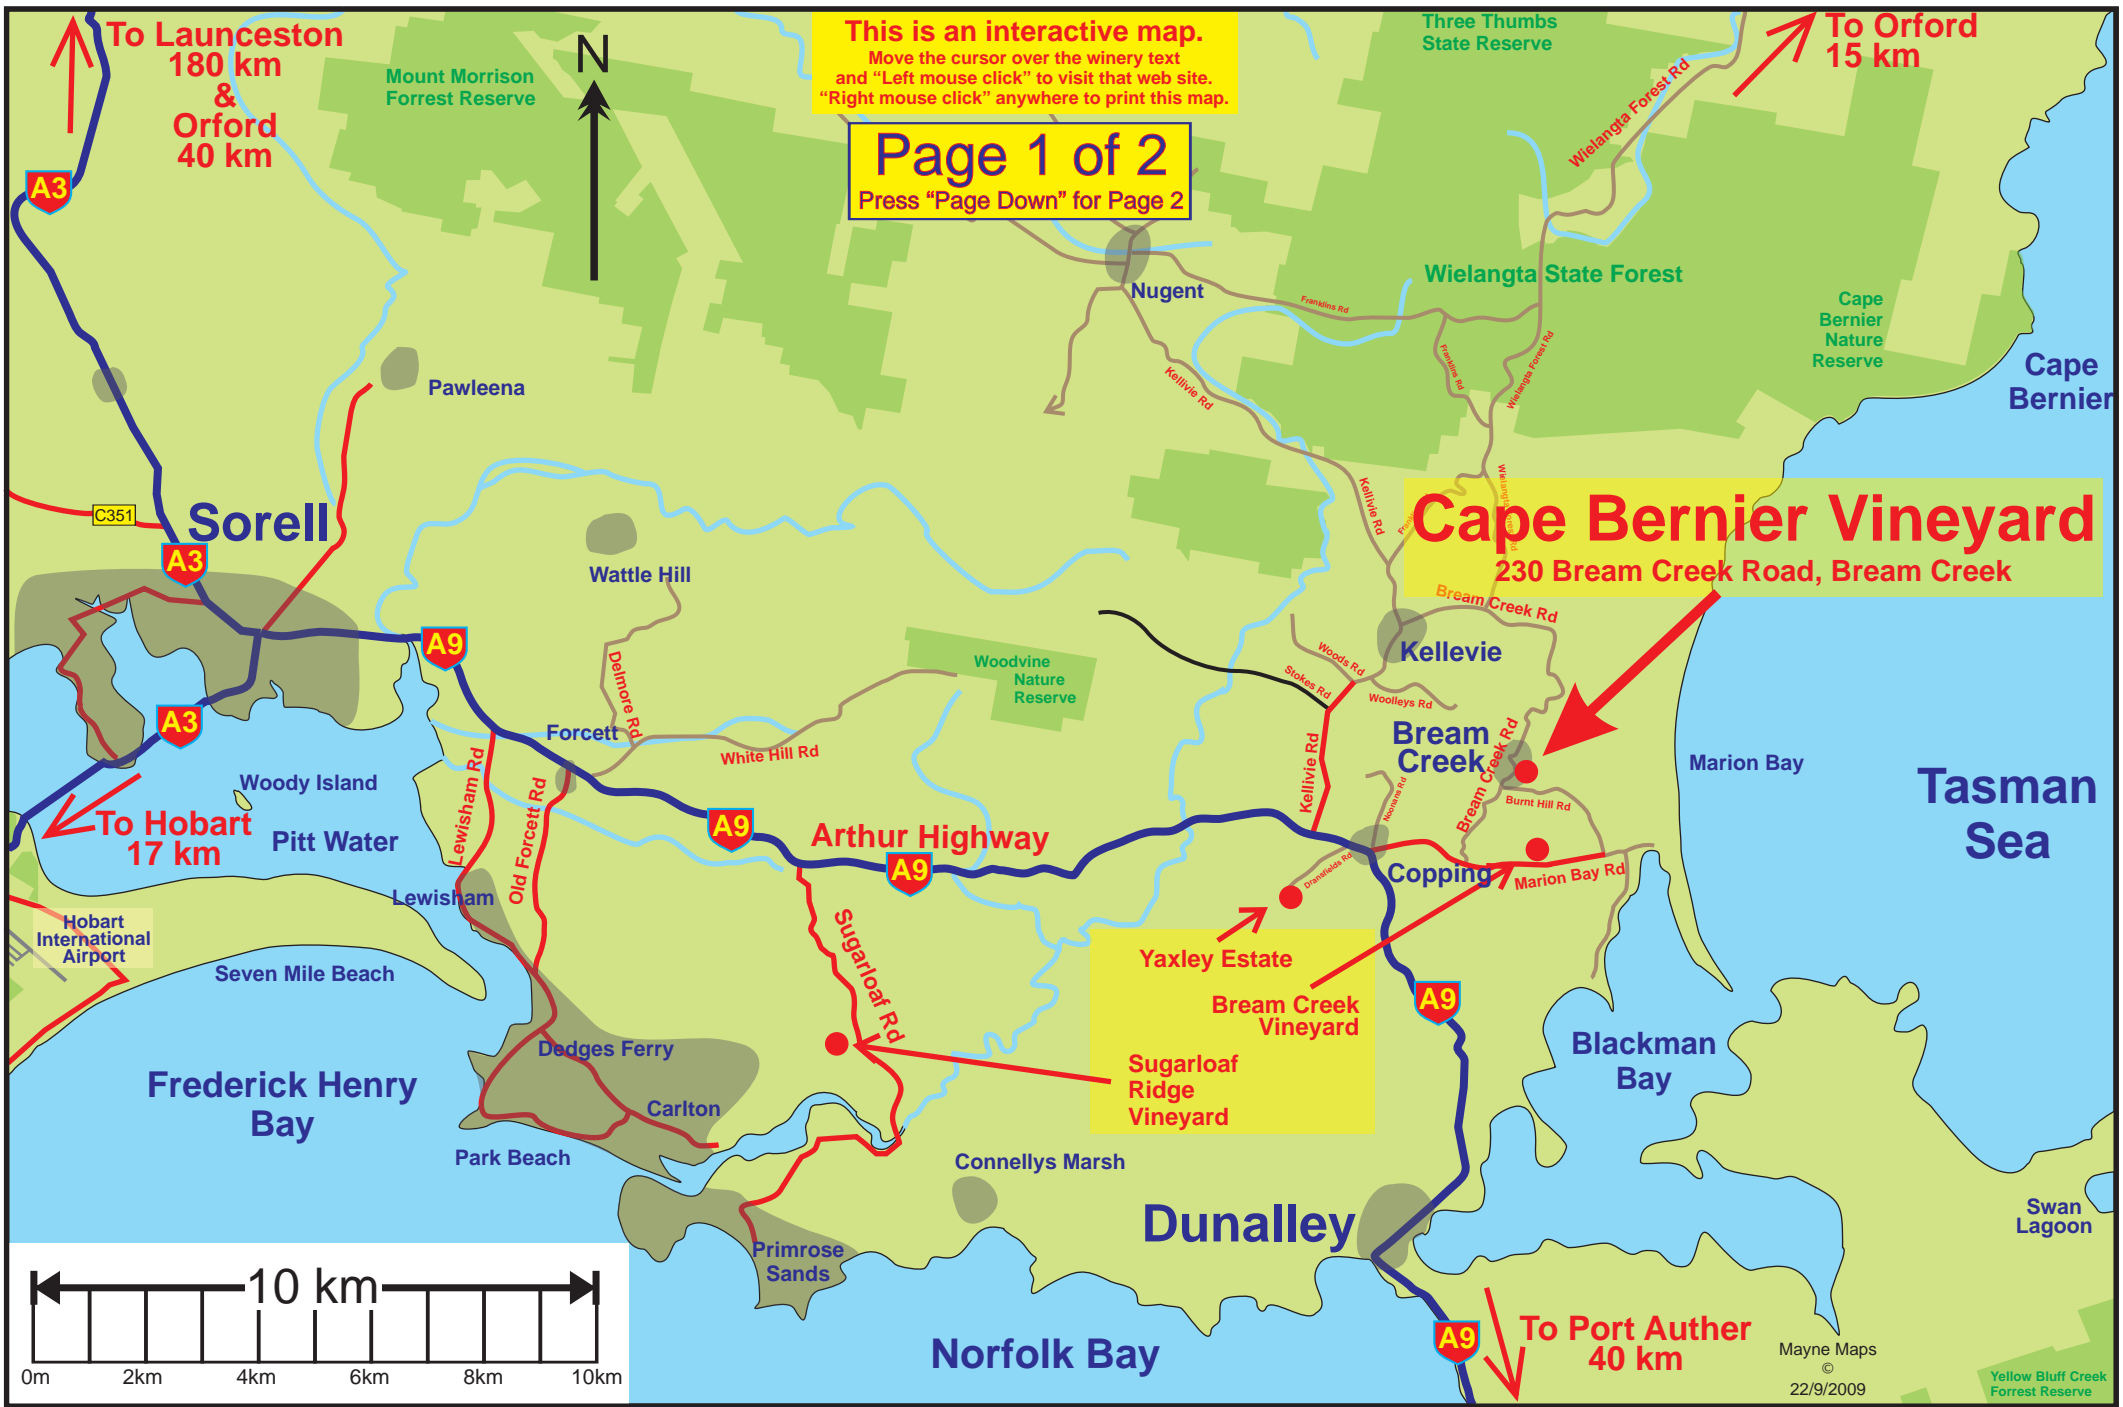 To Launceston
180 km
&
Orford
40 km
Mount Morrison
Forrest Reserve
N
This is an interactive map.
Move the cursor over the winery text
and “Left mouse click” to visit that web site.
“Right mouse click” anywhere to print this map.
Page 1 of 2
Press “Page Down” for Page 2
Three Thumbs
State Reserve
To Orford
15 km
Wielangta Forest Rd
A3
Nugent
Wielangta State Forest
Franklins Rd
Cape
Bernier
Nature
Reserve
Cape
Bernier
Franklins Rd
Wielangta Forest Rd
Kellivie Rd
Pawleena
C351
Sorell
A3
Wattle Hill
Kellivie Rd
Cape Bernier Vineyard
230 Bream Creek Road, Bream Creek
Bream Creek Rd
A9
Delmore Rd
Woodvine
Nature
Reserve
Kellevie
Woods Rd
Stokes Rd
Woolleys Rd
A3
Forcett
White Hill Rd
Bream
Creek
Bream Creek Rd
Kellivie Rd
Marion Bay
Tasman
Sea
Woody Island
Lewisham Rd
Old Forcett Rd
Noonans Rd
Burnt Hill Rd
To Hobart
17 km
Pitt Water
A9
Arthur Highway
A9
Copping
Marion Bay Rd
Dransfields Rd
Lewisham
Hobart
International
Airport
Seven Mile Beach
Sugarloaf Rd
Yaxley Estate
Bream Creek
Vineyard
Sugarloaf
Ridge
Vineyard
A9
Blackman
Bay
Dedges Ferry
Carlton
Frederick Henry
Bay
Park Beach
Connellys Marsh
Dunalley
Swan
Lagoon
Primrose
Sands
10 km
0m 2km 4km 6km 8km 10km
Norfolk Bay
A9
To Port Auther
40 km
Mayne Maps
©
22/9/2009
Yellow Bluff Creek
Forrest Reserve